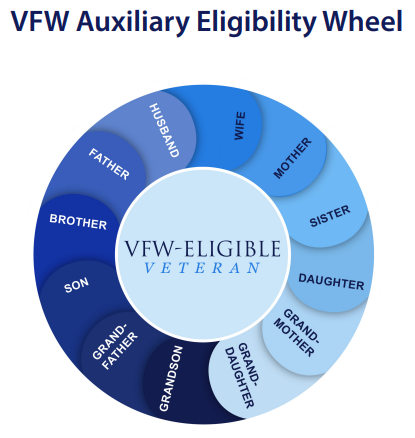 VFW Auxiliary Eligibility Wheel
HUSBAND
WIFE
MOTHER
SISTER
DAUGHTER
GRAND-
MOTHER
GRAND-
DAUGHTER
GRANDSON
GRAND-
FATHER
SON
BROTHER
FATHER
VFW-ELIGIBLE
VETERAN